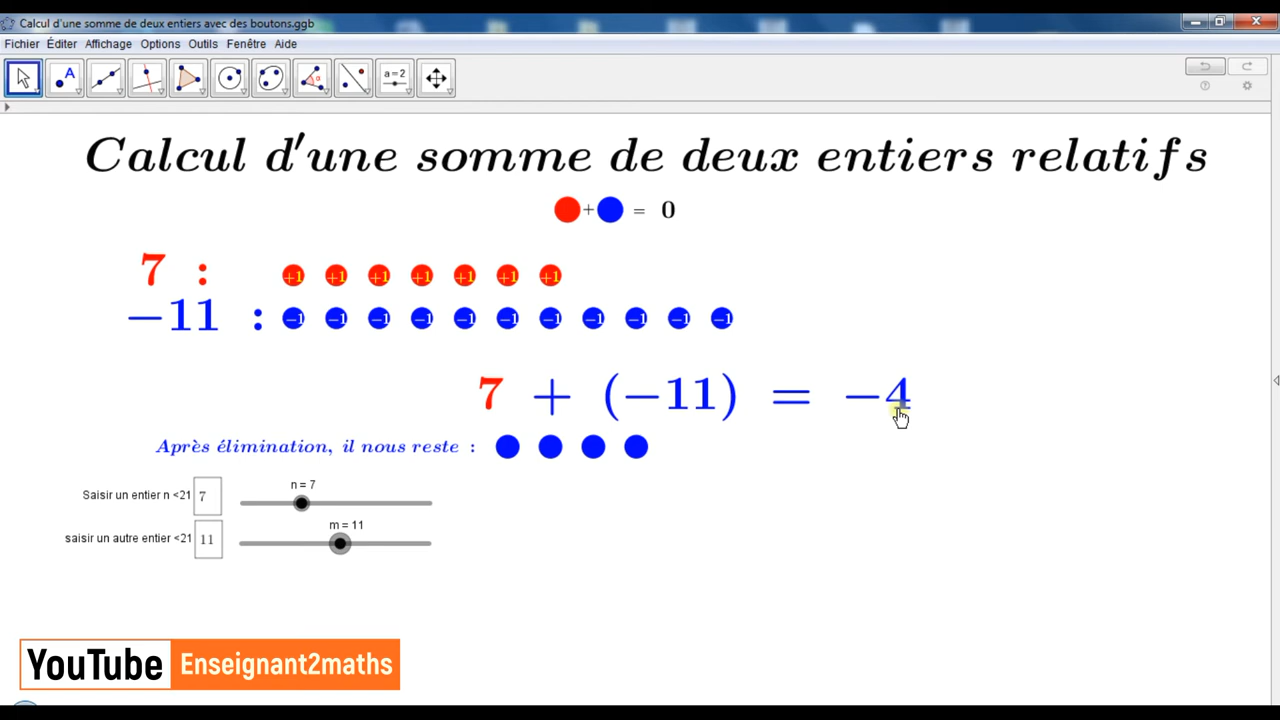 Calcul d'une somme de deux entiers avec des boutons.ggb
Fichier Éditer Affichage Options Outils Fenêtre Aide
A
α
a = 2
Calcul d'une somme de deux entiers relatifs
+ = 0
7 : +1 +1 +1 +1 +1 +1 +1
−11 : −1 −1 −1 −1 −1 −1 −1 −1 −1 −1 −1
7 + (−11) = −4
Après élimination, il nous reste :
n = 7
Saisir un entier n <21 7
m = 11
saisir un autre entier <21 11
YouTube Enseignant2maths